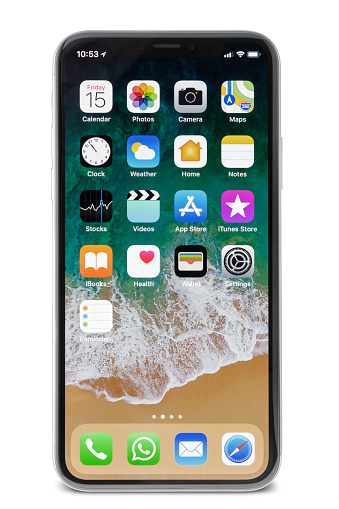 10:53
Friday
15
Calendar Photos Camera Maps
280
Clock Weather Home Notes
Stocks Videos App Store iTunes Store
iBooks Health Wallet Settings
Reminders